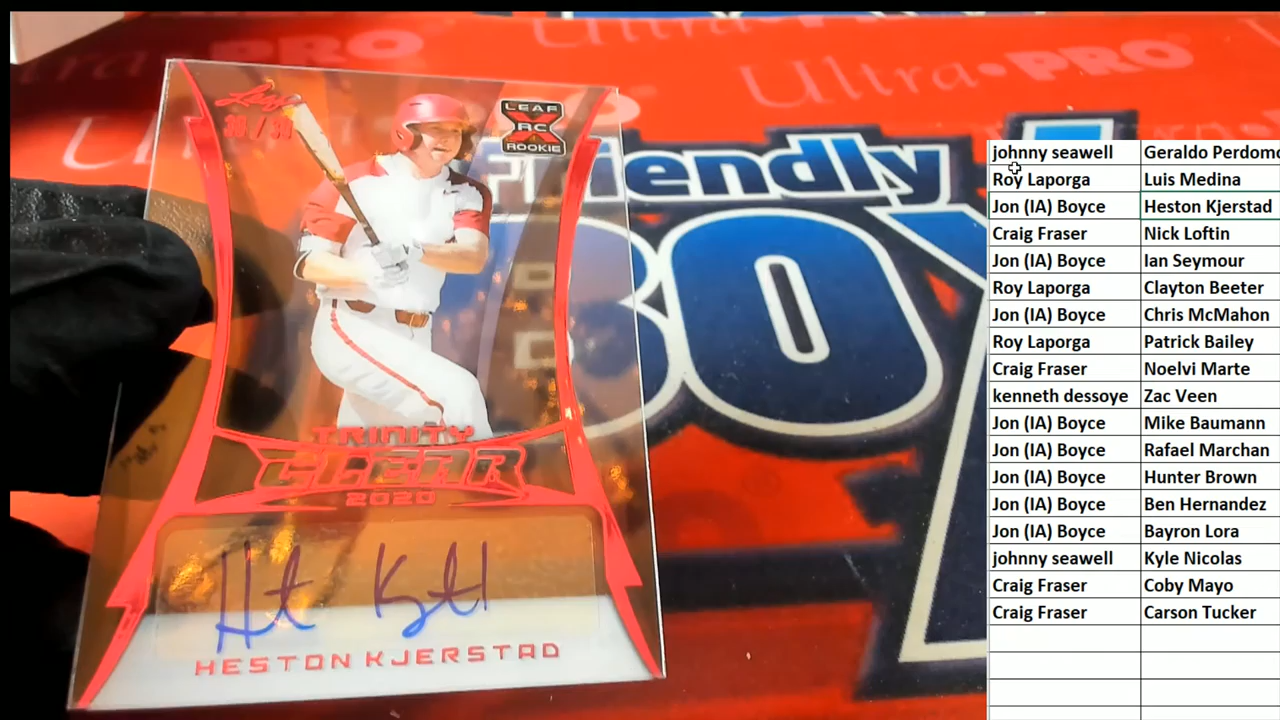 Ultra•PRO
Ultra•PRO
Friendly
BOY
Leaf
30 / 30
LEAF
RC
ROOKIE
TRINITY
CLEAR
2020
HESTON KJERSTAD
johnny seawell Geraldo Perdomo
Roy Laporga Luis Medina
Jon (IA) Boyce Heston Kjerstad
Craig Fraser Nick Loftin
Jon (IA) Boyce Ian Seymour
Roy Laporga Clayton Beeter
Jon (IA) Boyce Chris McMahon
Roy Laporga Patrick Bailey
Craig Fraser Noelvi Marte
kenneth dessoye Zac Veen
Jon (IA) Boyce Mike Baumann
Jon (IA) Boyce Rafael Marchan
Jon (IA) Boyce Hunter Brown
Jon (IA) Boyce Ben Hernandez
Jon (IA) Boyce Bayron Lora
johnny seawell Kyle Nicolas
Craig Fraser Coby Mayo
Craig Fraser Carson Tucker